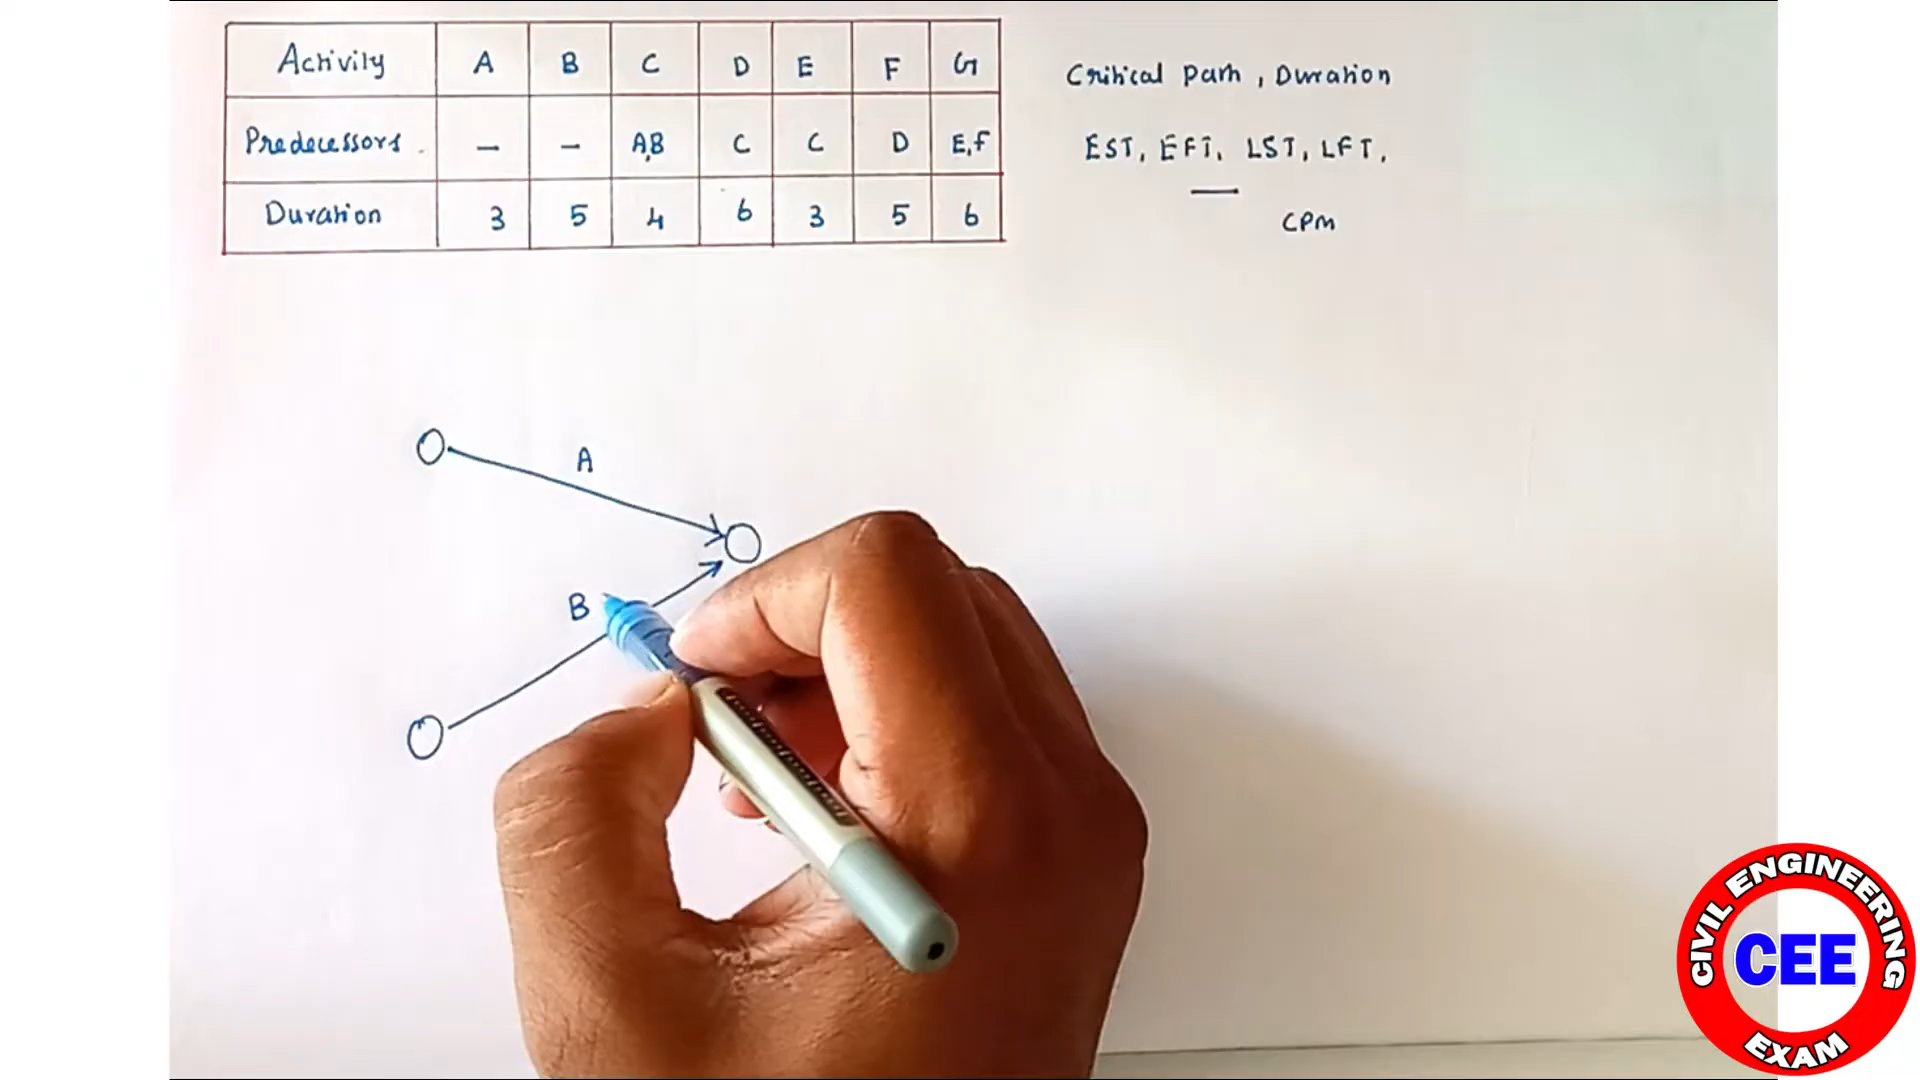 Activity A B C D E F G
Predecessors - - A,B C C D E,F
Duration 3 5 4 6 3 5 6
Critical Path , Duration
EST, EFT, LST, LFT,
CPM
A
B
CIVIL ENGINEERING
CEE
EXAM